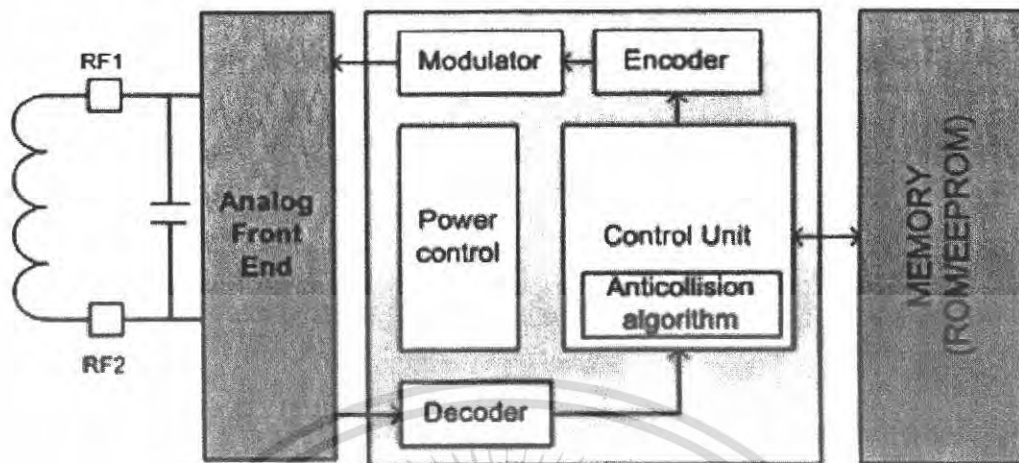 RF1
RF2
Analog
Front
End
Modulator
Encoder
Power
control
Control Unit
Anticollision
algorithm
Decoder
MEMORY
(ROM/EEPROM)